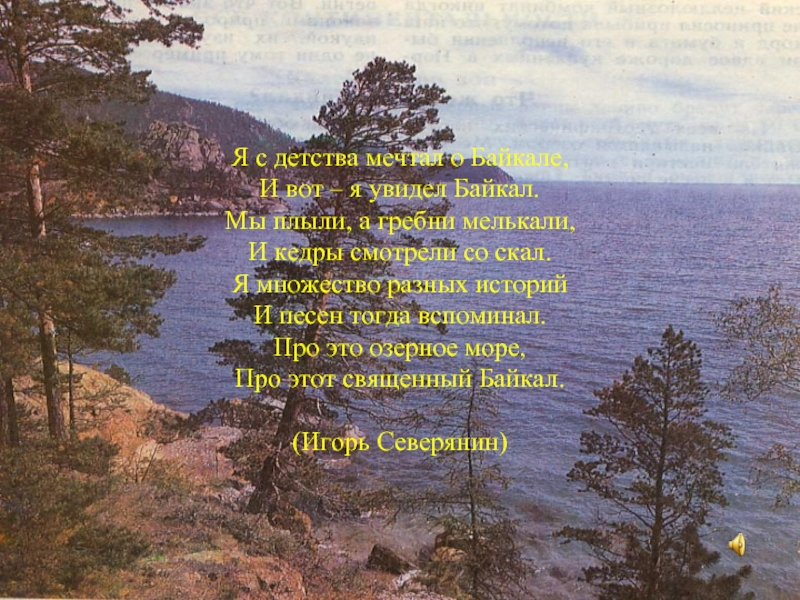 Я с детства мечтал о Байкале,
И вот – я увидел Байкал.
Мы плыли, а гребни мелькали,
И кедры смотрели со скал.
Я множество разных историй
И песен тогда вспоминал.
Про это озерное море,
Про этот священный Байкал.
(Игорь Северянин)